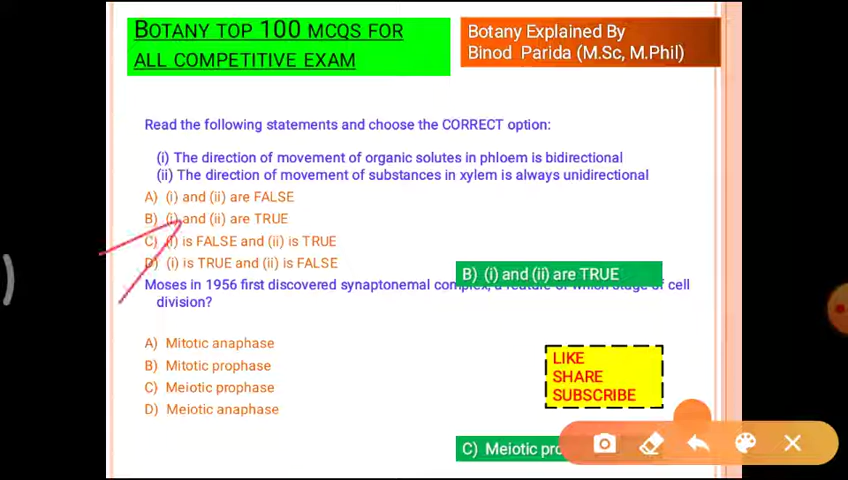 BOTANY TOP 100 MCQS FOR
ALL COMPETITIVE EXAM
Botany Explained By
Binod Parida (M.Sc, M.Phil)
Read the following statements and choose the CORRECT option:
(i) The direction of movement of organic solutes in phloem is bidirectional
(ii) The direction of movement of substances in xylem is always unidirectional
A) (i) and (ii) are FALSE
B) (i) and (ii) are TRUE
C) (i) is FALSE and (ii) is TRUE
D) (i) is TRUE and (ii) is FALSE
B) (i) and (ii) are TRUE
Moses in 1956 first discovered synaptonemal complex, a feature of which stage of cell
division?
A) Mitotic anaphase
B) Mitotic prophase
C) Meiotic prophase
D) Meiotic anaphase
LIKE
SHARE
SUBSCRIBE
C) Meiotic